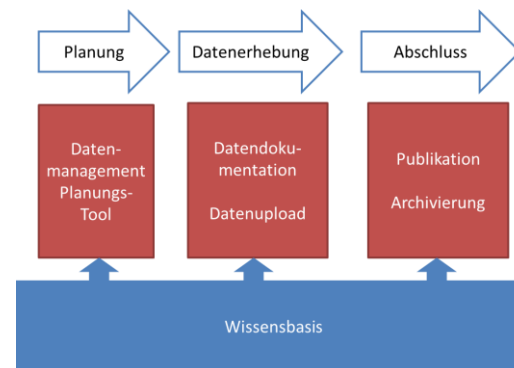 Planung
Datenerhebung
Abschluss
Daten-
management
Planungs-
Tool
Datendoku-
mentation
Datenupload
Publikation
Archivierung
Wissensbasis